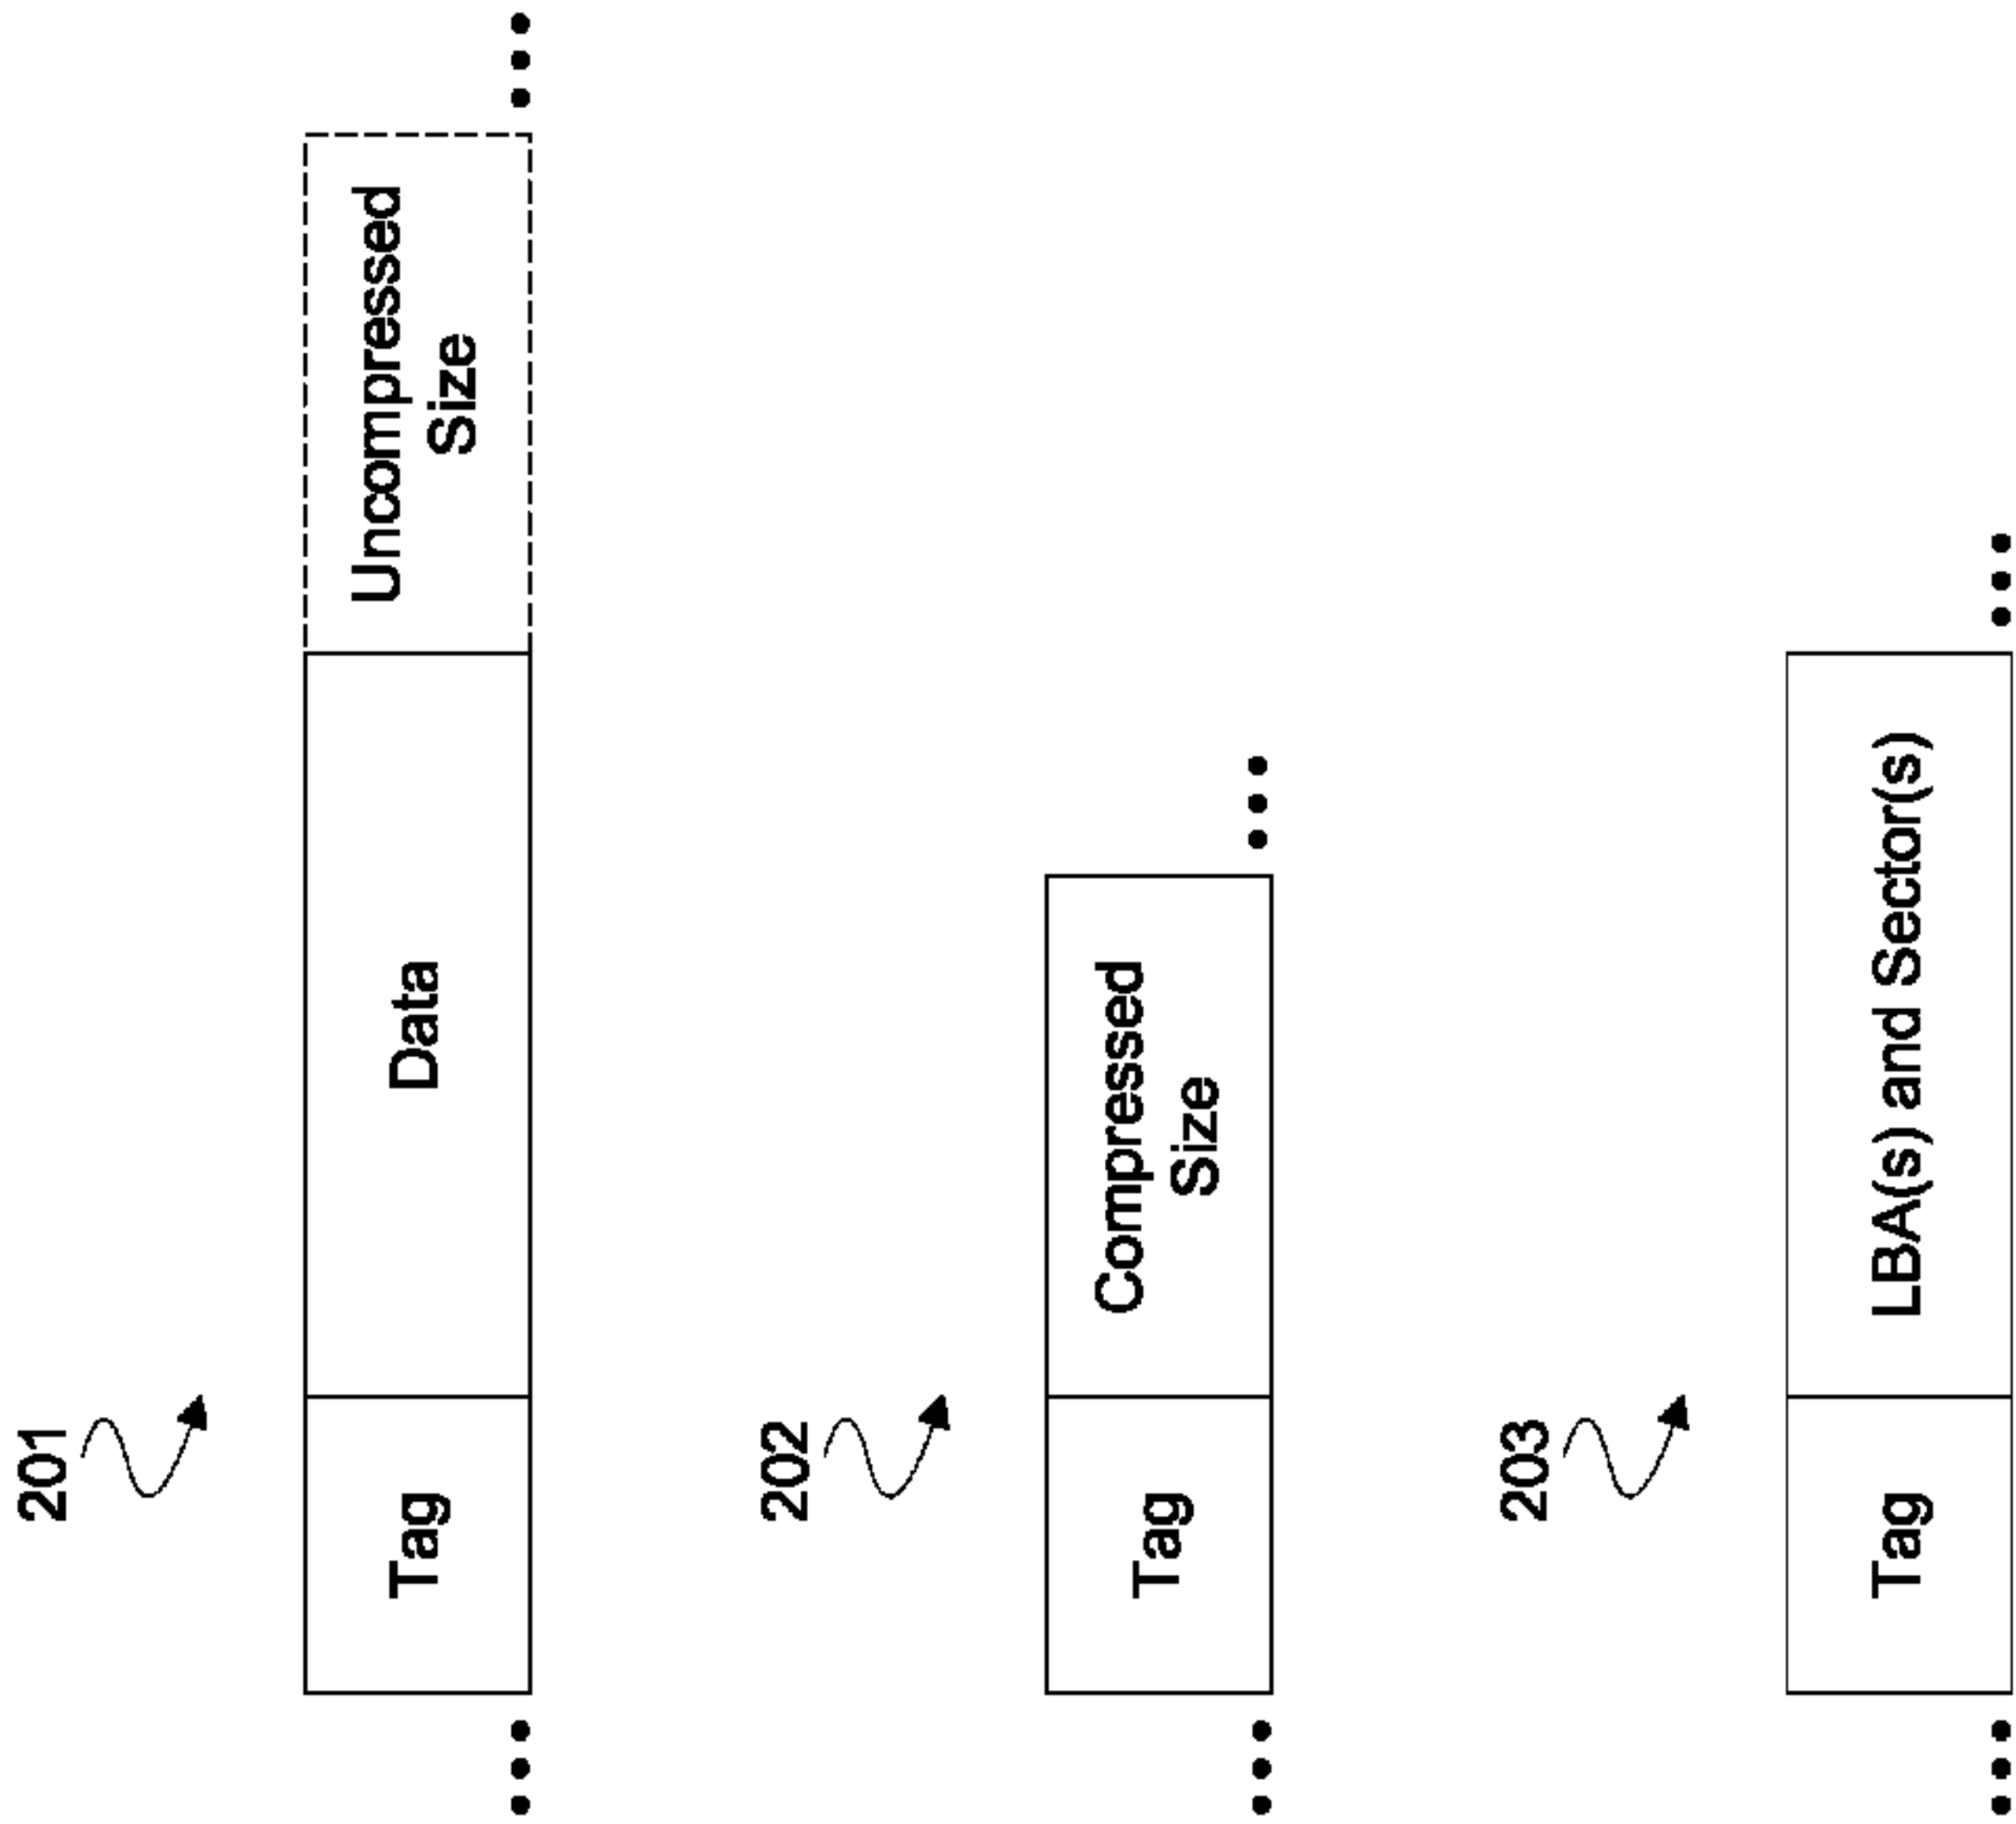 201
Tag
Data
Uncompressed
Size
202
Tag
Compressed
Size
203
Tag
LBA(s) and Sector(s)